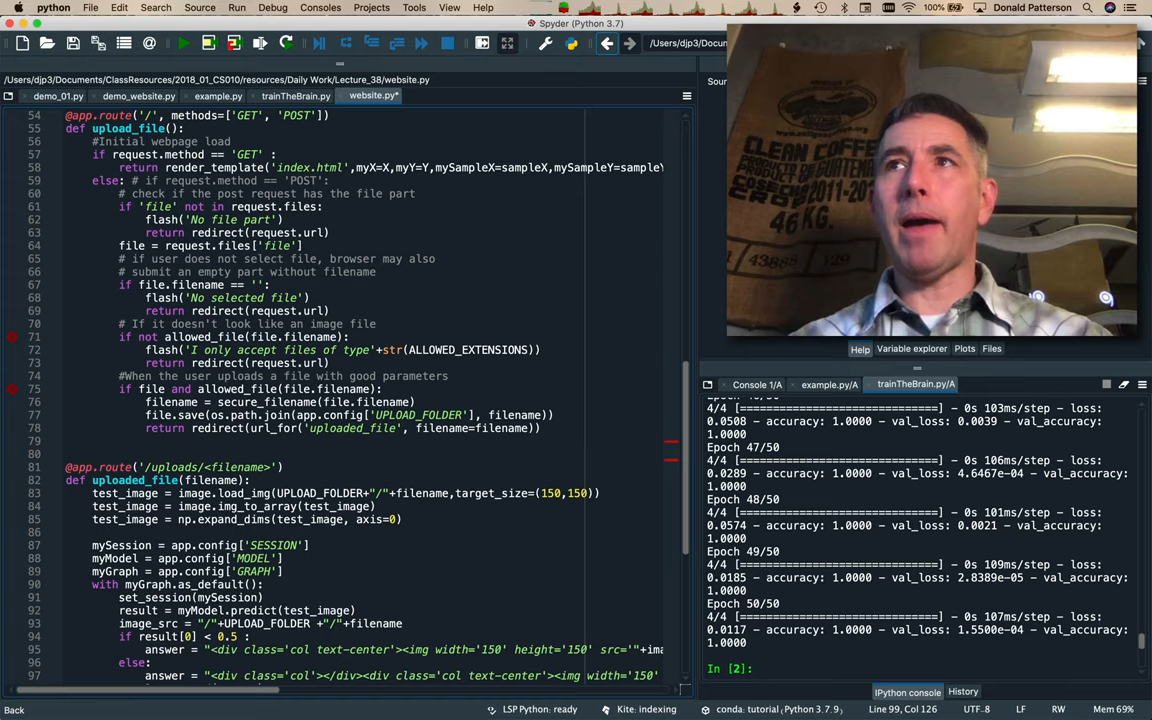 python File Edit Search Source Run Debug Consoles Projects Tools View Help 100% Donald Patterson
Spyder (Python 3.7)
/Users/djp3/Documen
/Users/djp3/Documents/ClassResources/2018_01_CS010/resources/Daily Work/Lecture_38/website.py
demo_01.py demo_website.py example.py trainTheBrain.py website.py*
54 @app.route('/', methods=['GET', 'POST'])
55 def upload_file():
56 #Initial webpage load
57 if request.method == 'GET' :
58 return render_template('index.html',myX=X,myY=Y,mySampleX=sampleX,mySampleY=sampleY
59 else: # if request.method == 'POST':
60 # check if the post request has the file part
61 if 'file' not in request.files:
62 flash('No file part')
63 return redirect(request.url)
64 file = request.files['file']
65 # if user does not select file, browser may also
66 # submit an empty part without filename
67 if file.filename == '':
68 flash('No selected file')
69 return redirect(request.url)
70 # If it doesn't look like an image file
71 if not allowed_file(file.filename):
72 flash('I only accept files of type'+str(ALLOWED_EXTENSIONS))
73 return redirect(request.url)
74 #When the user uploads a file with good parameters
75 if file and allowed_file(file.filename):
76 filename = secure_filename(file.filename)
77 file.save(os.path.join(app.config['UPLOAD_FOLDER'], filename))
78 return redirect(url_for('uploaded_file', filename=filename))
79
80
81 @app.route('/uploads/<filename>')
82 def uploaded_file(filename):
83 test_image = image.load_img(UPLOAD_FOLDER+"/"+filename,target_size=(150,150))
84 test_image = image.img_to_array(test_image)
85 test_image = np.expand_dims(test_image, axis=0)
86
87 mySession = app.config['SESSION']
88 myModel = app.config['MODEL']
89 myGraph = app.config['GRAPH']
90 with myGraph.as_default():
91 set_session(mySession)
92 result = myModel.predict(test_image)
93 image_src = "/"+UPLOAD_FOLDER +"/"+filename
94 if result[0] < 0.5 :
95 answer = "<div class='col text-center'><img width='150' height='150' src='"+ima
96 else:
97 answer = "<div class='col'></div><div class='col text-center'><img width='150'
Sour
CLEAN COFFEE
46 KG.
43885 129
Help Variable explorer Plots Files
Console 1/A example.py/A trainTheBrain.py/A
4/4 [==============================] - 0s 103ms/step - loss:
0.0508 - accuracy: 1.0000 - val_loss: 0.0039 - val_accuracy:
1.0000
Epoch 47/50
4/4 [==============================] - 0s 106ms/step - loss:
0.0289 - accuracy: 1.0000 - val_loss: 4.6467e-04 - val_accuracy:
1.0000
Epoch 48/50
4/4 [==============================] - 0s 101ms/step - loss:
0.0574 - accuracy: 1.0000 - val_loss: 0.0021 - val_accuracy:
1.0000
Epoch 49/50
4/4 [==============================] - 0s 109ms/step - loss:
0.0185 - accuracy: 1.0000 - val_loss: 2.8389e-05 - val_accuracy:
1.0000
Epoch 50/50
4/4 [==============================] - 0s 107ms/step - loss:
0.0117 - accuracy: 1.0000 - val_loss: 1.5500e-04 - val_accuracy:
1.0000
In [2]:
IPython console History
Back LSP Python: ready Kite: indexing conda: tutorial (Python 3.7.9) Line 99, Col 126 UTF-8 LF RW Mem 69%